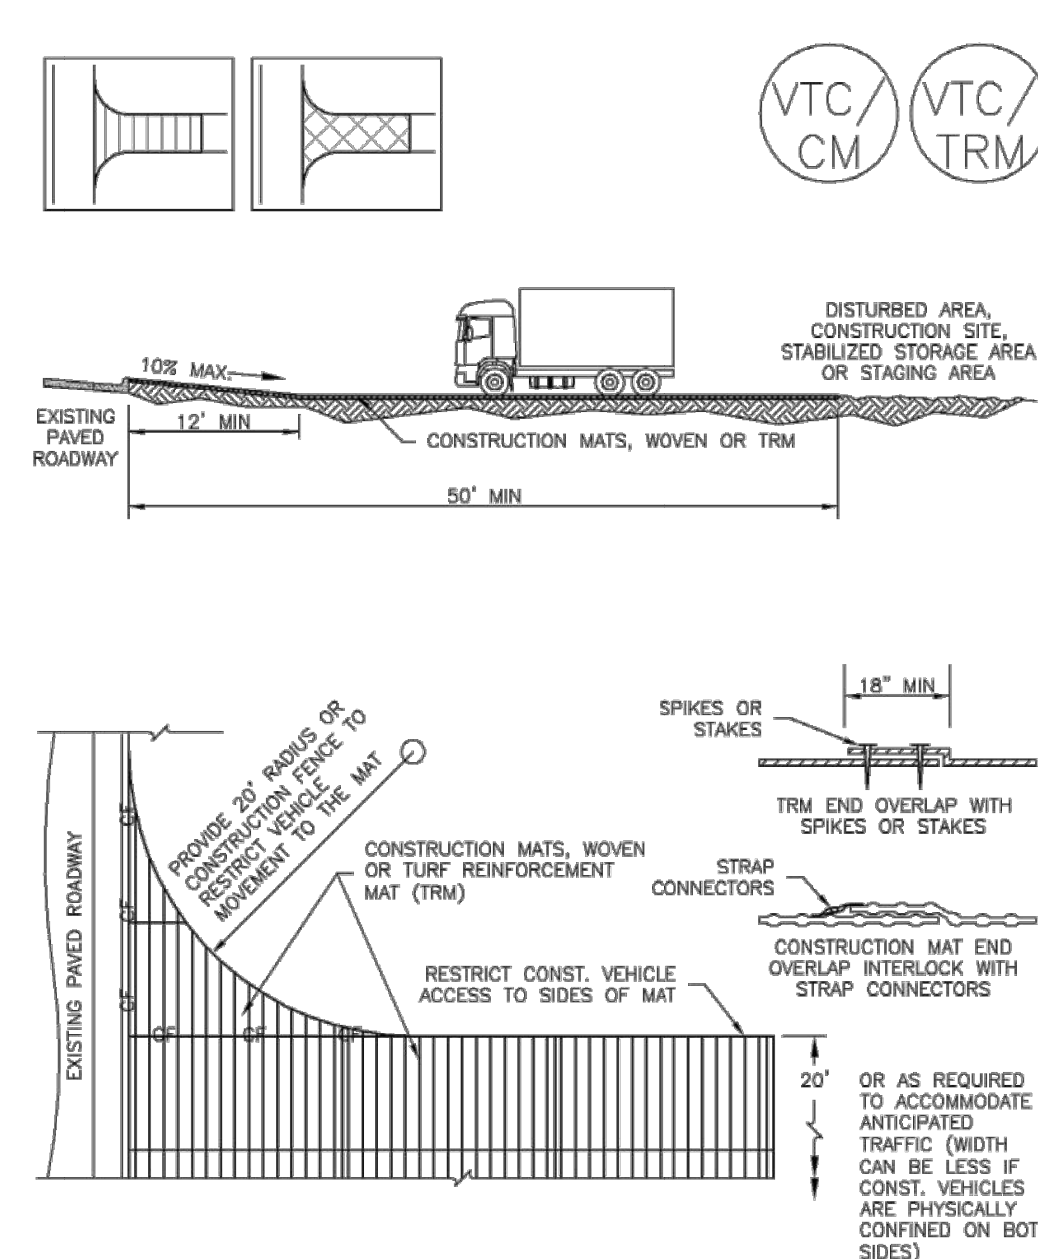 VTC/
CM
VTC/
TRM
DISTURBED AREA,
CONSTRUCTION SITE,
STABILIZED STORAGE AREA
OR STAGING AREA
10% MAX.
EXISTING
PAVED
ROADWAY
12' MIN
CONSTRUCTION MATS, WOVEN OR TRM
50' MIN
18" MIN
SPIKES OR
STAKES
TRM END OVERLAP WITH
SPIKES OR STAKES
PROVIDE 20' RADIUS OR
CONSTRUCTION FENCE TO
RESTRICT VEHICLE
MOVEMENT TO THE MAT
CONSTRUCTION MATS, WOVEN
OR TURF REINFORCEMENT
MAT (TRM)
STRAP
CONNECTORS
CONSTRUCTION MAT END
OVERLAP INTERLOCK WITH
STRAP CONNECTORS
RESTRICT CONST. VEHICLE
ACCESS TO SIDES OF MAT
EXISTING PAVED ROADWAY
CF
CF
CF
CF
CF
CF
20'
OR AS REQUIRED
TO ACCOMMODATE
ANTICIPATED
TRAFFIC (WIDTH
CAN BE LESS IF
CONST. VEHICLES
ARE PHYSICALLY
CONFINED ON BOT
SIDES)